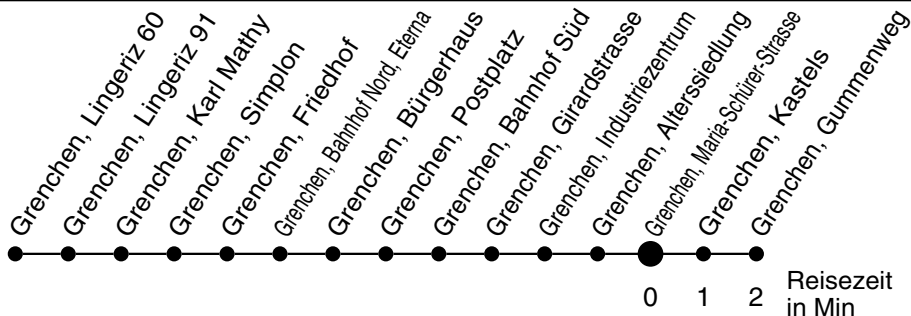 Grenchen, Lingeriz 60
Grenchen, Lingeriz 91
Grenchen, Karl Mathy
Grenchen, Simplon
Grenchen, Friedhof
Grenchen, Bahnhof Nord, Eterna
Grenchen, Bürgerhaus
Grenchen, Postplatz
Grenchen, Bahnhof Süd
Grenchen, Girardstrasse
Grenchen, Industriezentrum
Grenchen, Alterssiedlung
Grenchen, Maria-Schürer-Strasse
Grenchen, Kastels
Grenchen, Gummenweg
0 1 2 Reisezeit
in Min